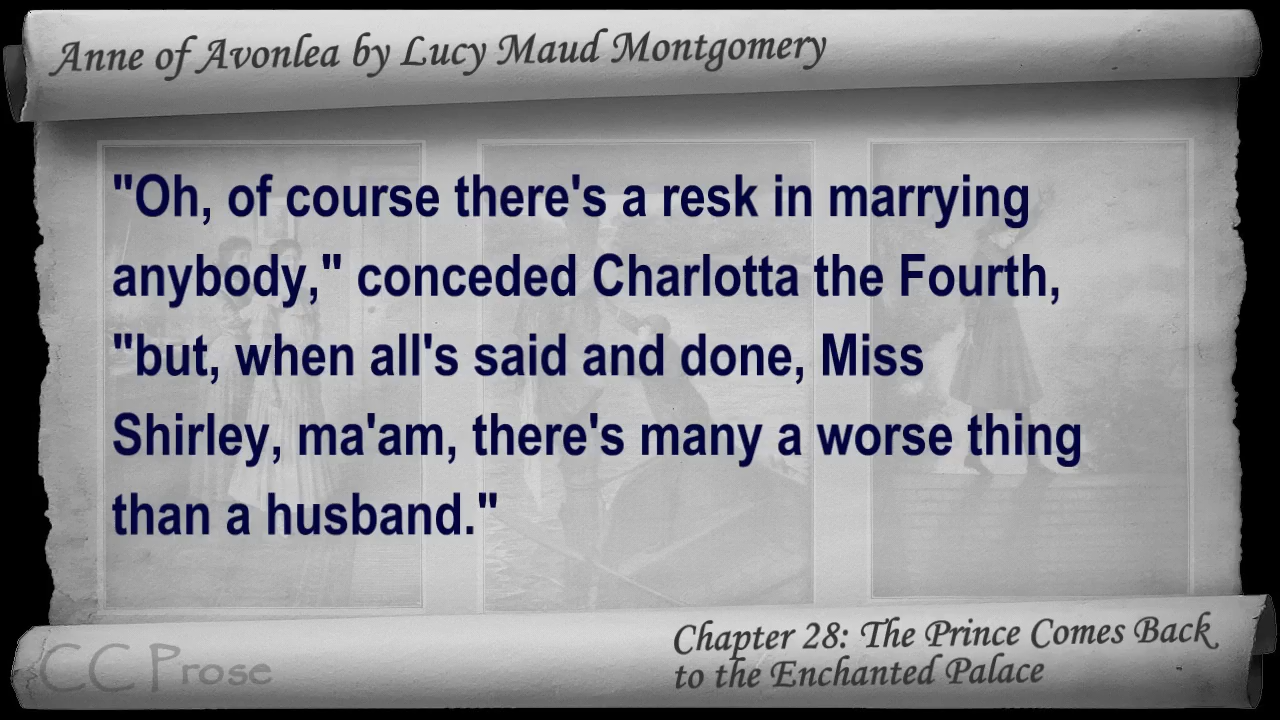 Anne of Avonlea by Lucy Maud Montgomery
"Oh, of course there's a resk in marrying
anybody," conceded Charlotta the Fourth,
"but, when all's said and done, Miss
Shirley, ma'am, there's many a worse thing
than a husband."
CC Prose
Chapter 28: The Prince Comes Back
to the Enchanted Palace